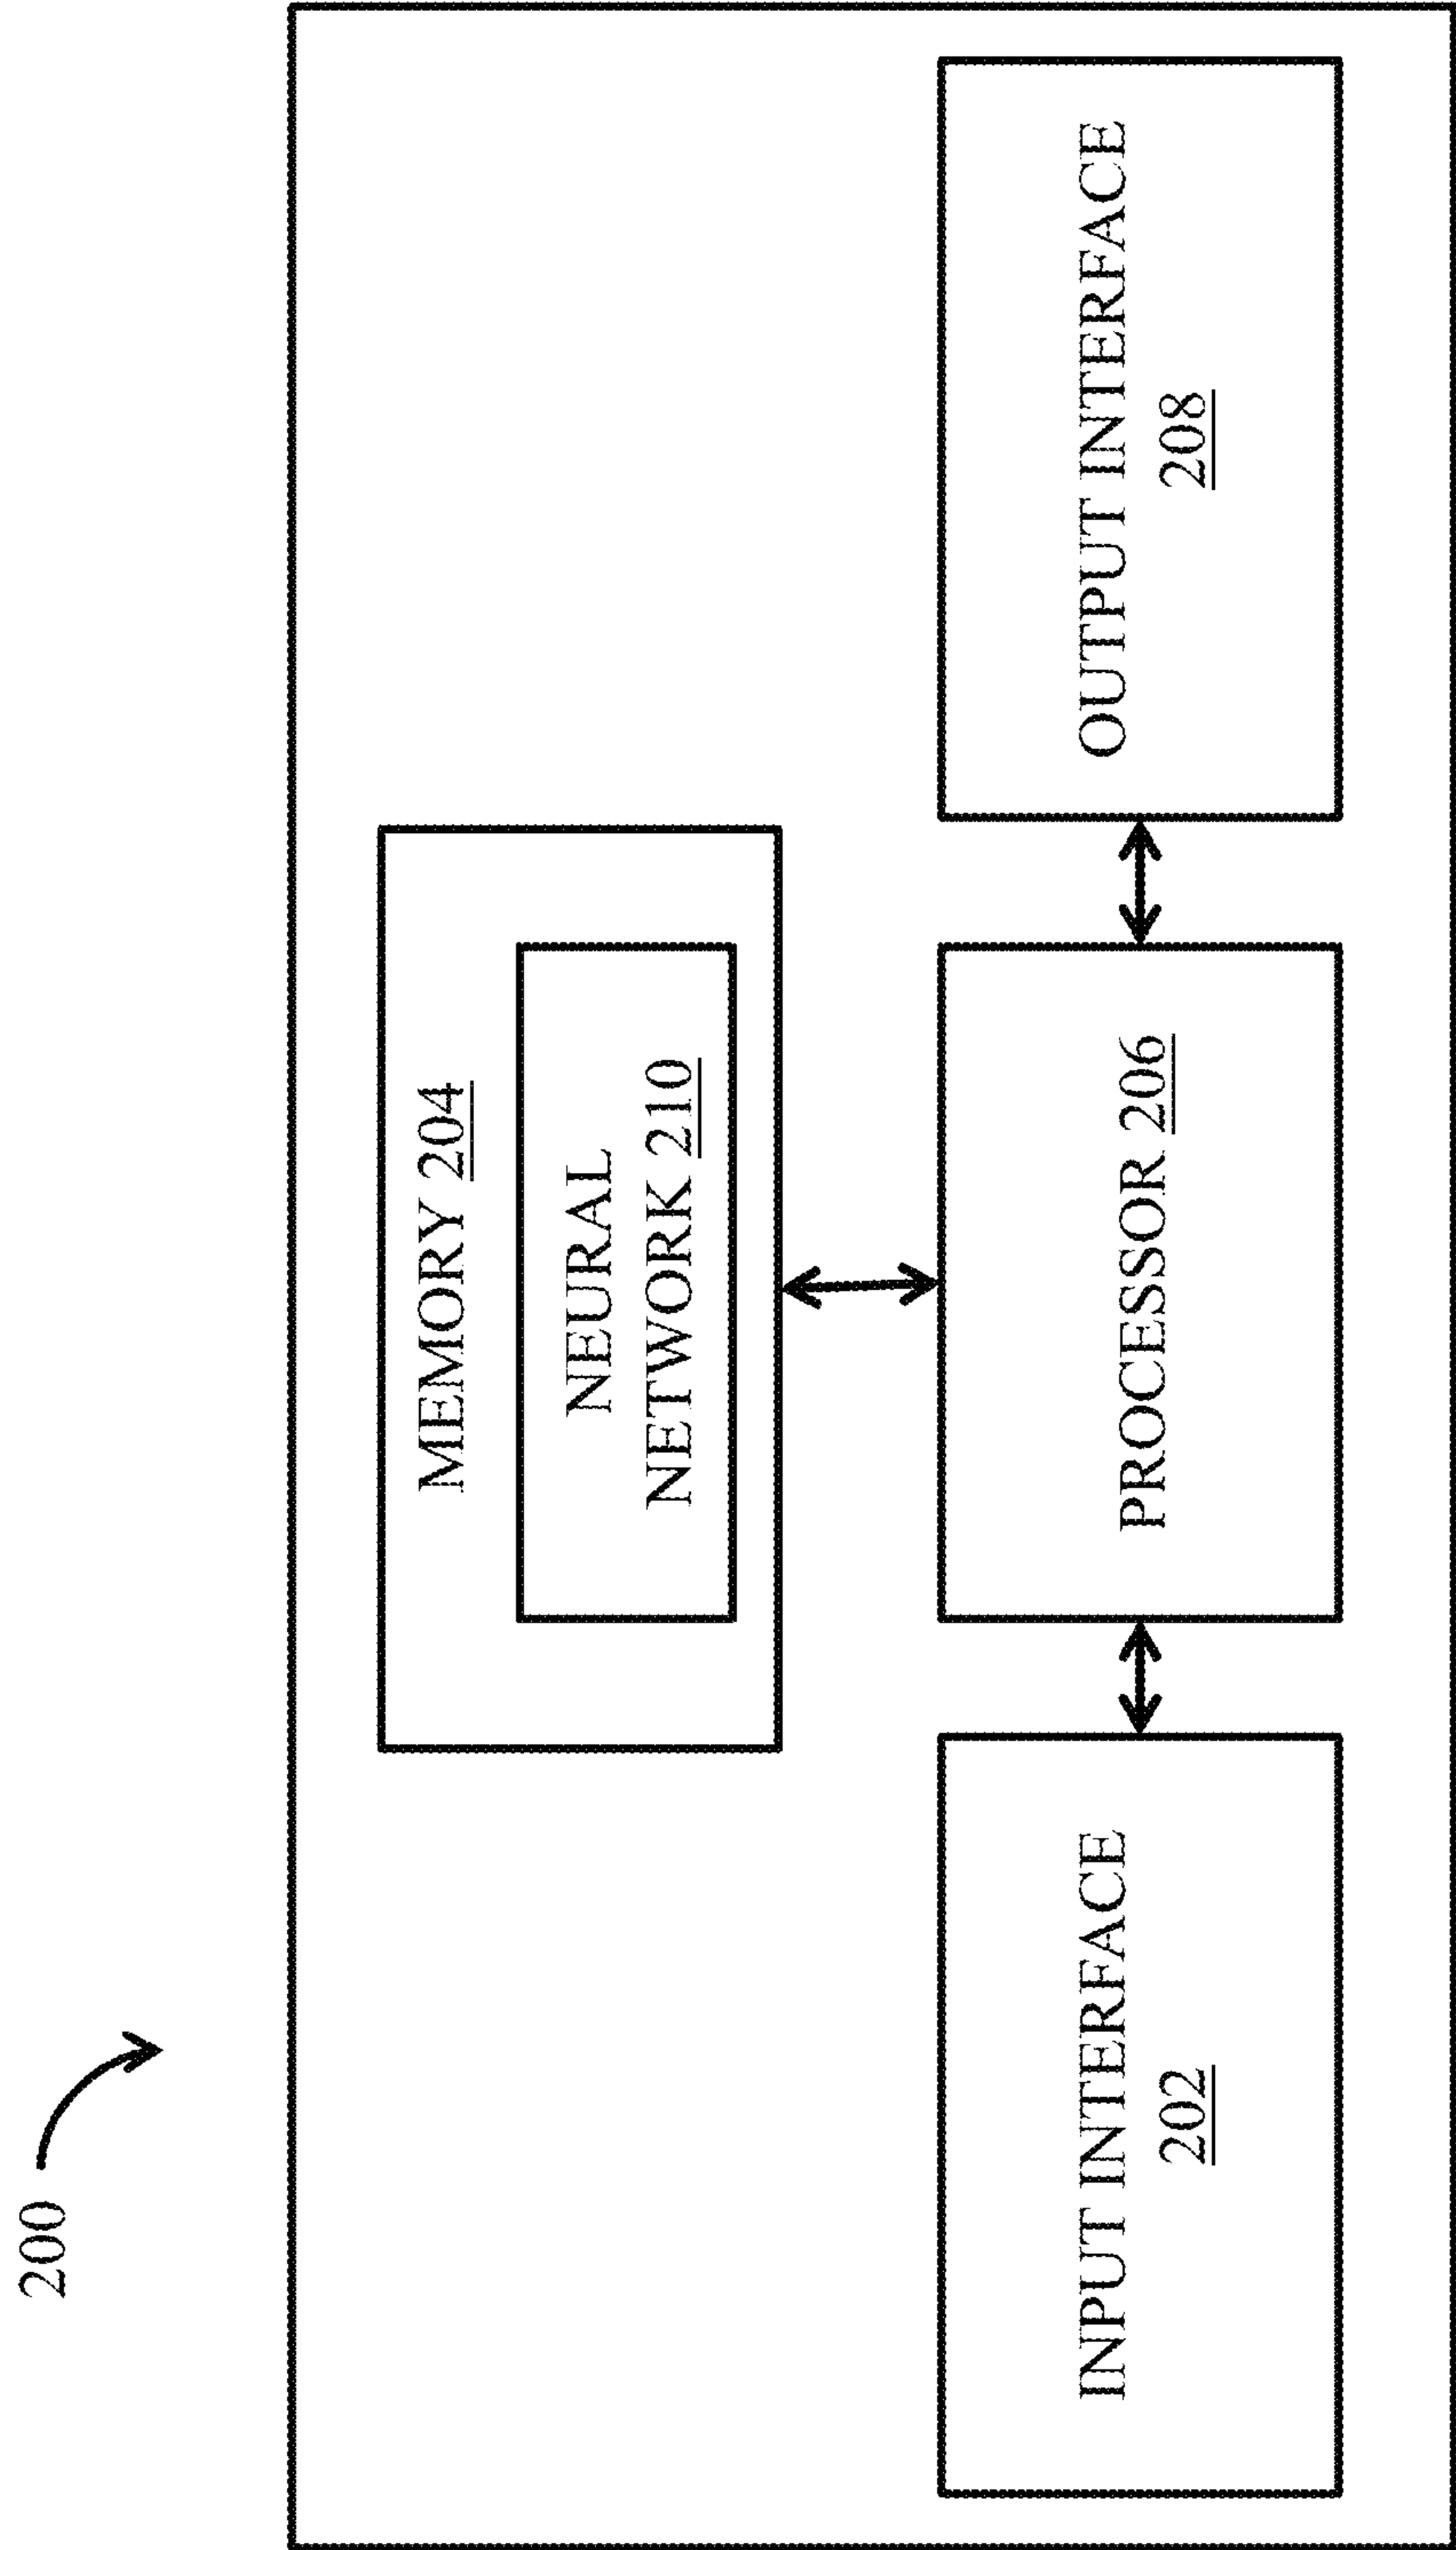 200
MEMORY 204
NEURAL
NETWORK 210
INPUT INTERFACE
202
PROCESSOR 206
OUTPUT INTERFACE
208